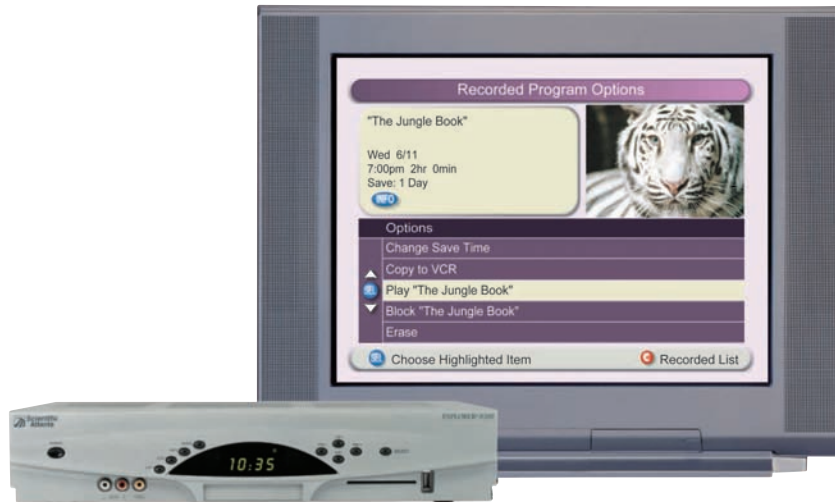 Recorded Program Options
"The Jungle Book"
Wed 6/11
7:00pm 2hr 0min
Save: 1 Day
INFO
Options
Change Save Time
Copy to VCR
SEL
Play "The Jungle Book"
Block "The Jungle Book"
Erase
SEL Choose Highlighted Item
C Recorded List
Scientific
Atlanta
10:35